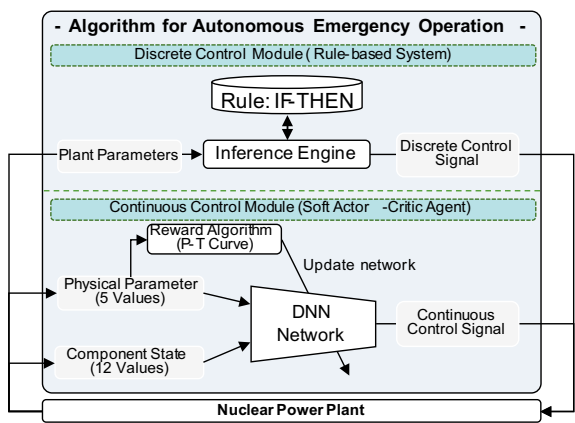 - Algorithm for Autonomous Emergency Operation -
Discrete Control Module ( Rule-based System)
Rule: IF-THEN
Plant Parameters
Inference Engine
Discrete Control
Signal
Continuous Control Module (Soft Actor -Critic Agent)
Reward Algorithm
(P-T Curve)
Update network
Physical Parameter
(5 Values)
DNN
Network
Continuous
Control Signal
Component State
(12 Values)
Nuclear Power Plant